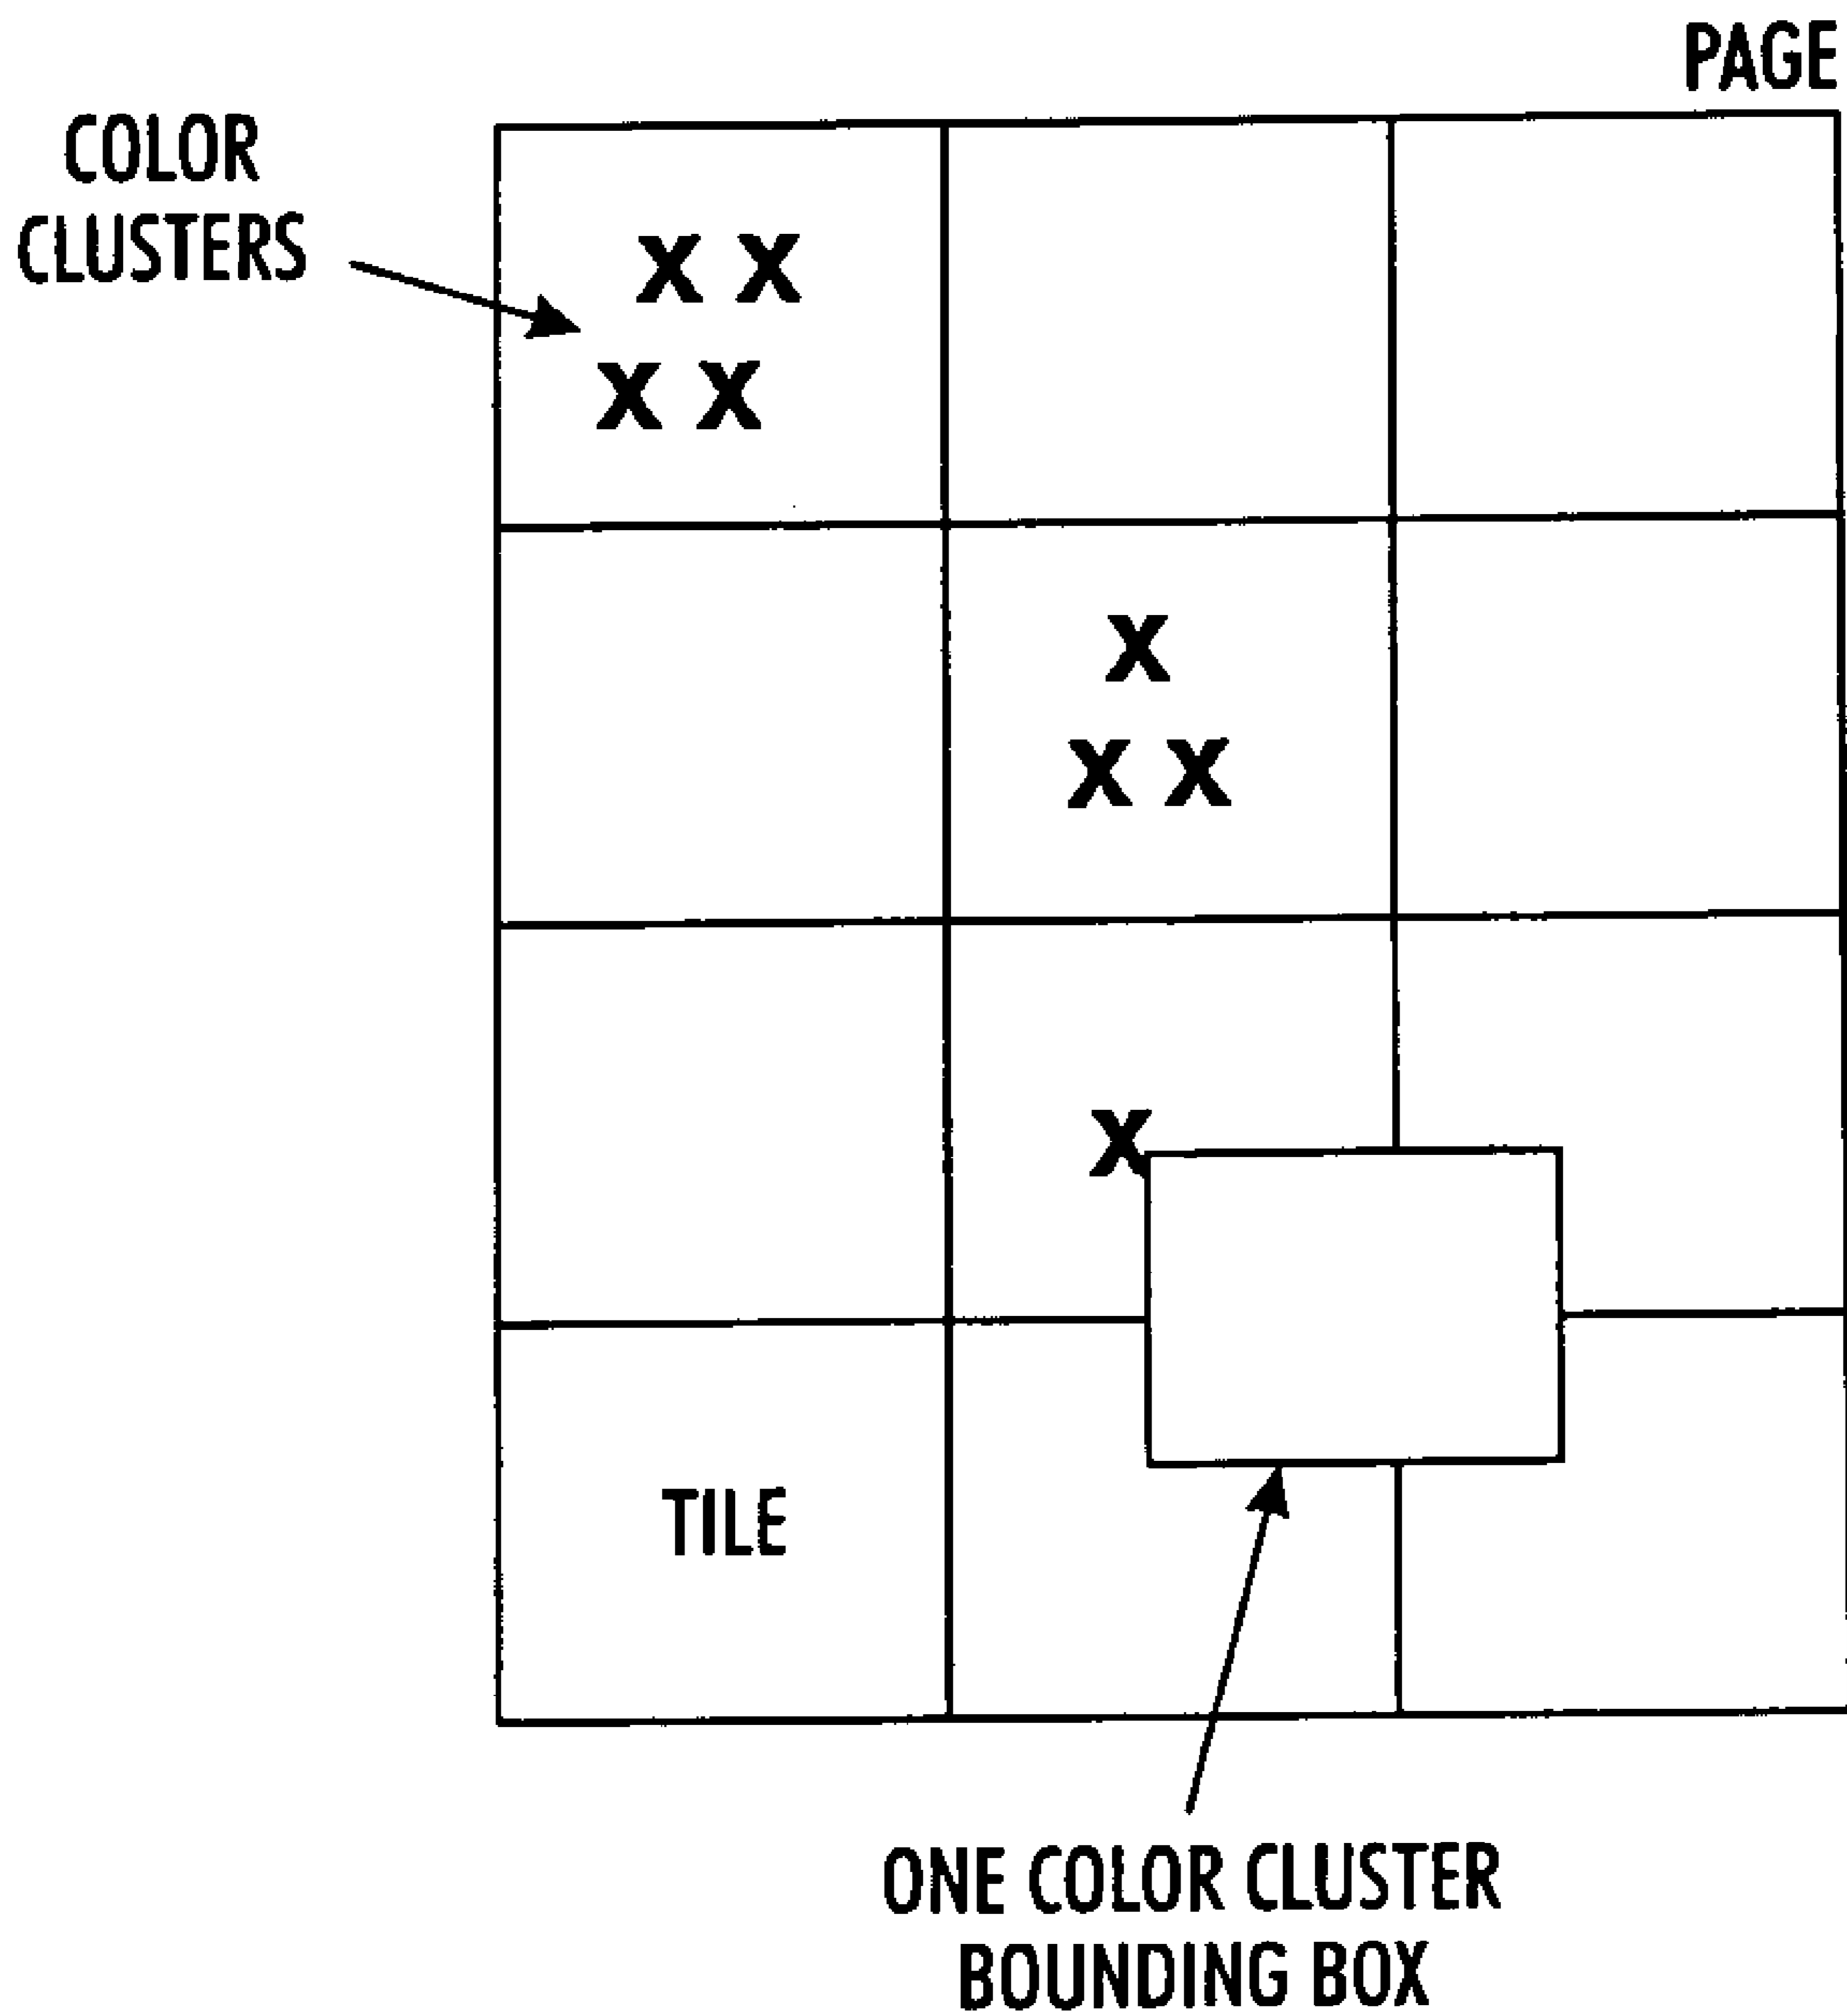 PAGE
COLOR
CLUSTERS
X X
X X
X
X X
X
TILE
ONE COLOR CLUSTER
BOUNDING BOX